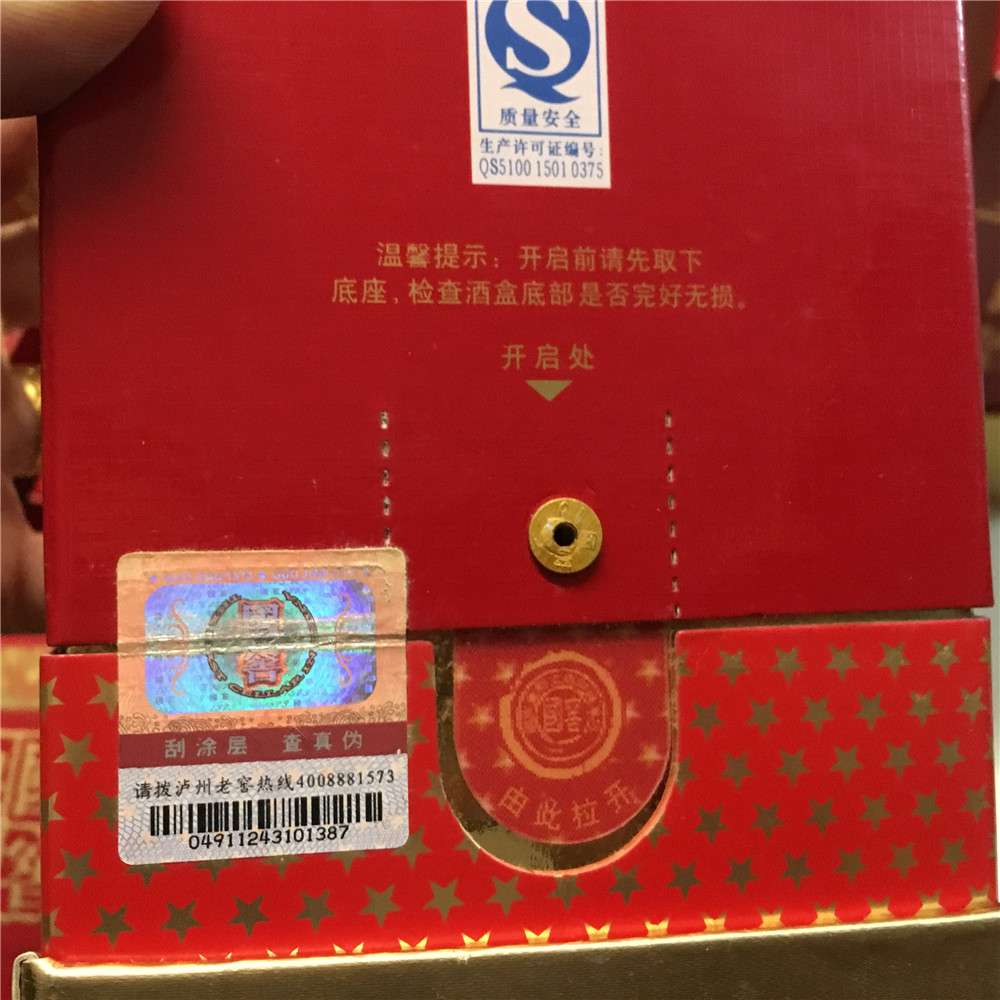 质量安全
生产许可证编号:
QS5100 1501 0375
温馨提示：开启前请先取下
底座，检查酒盒底部是否完好无损。
开启处
國窖
刮涂层 查真伪
请拨泸州老窖热线4008881573
04911243101387
由此拉开